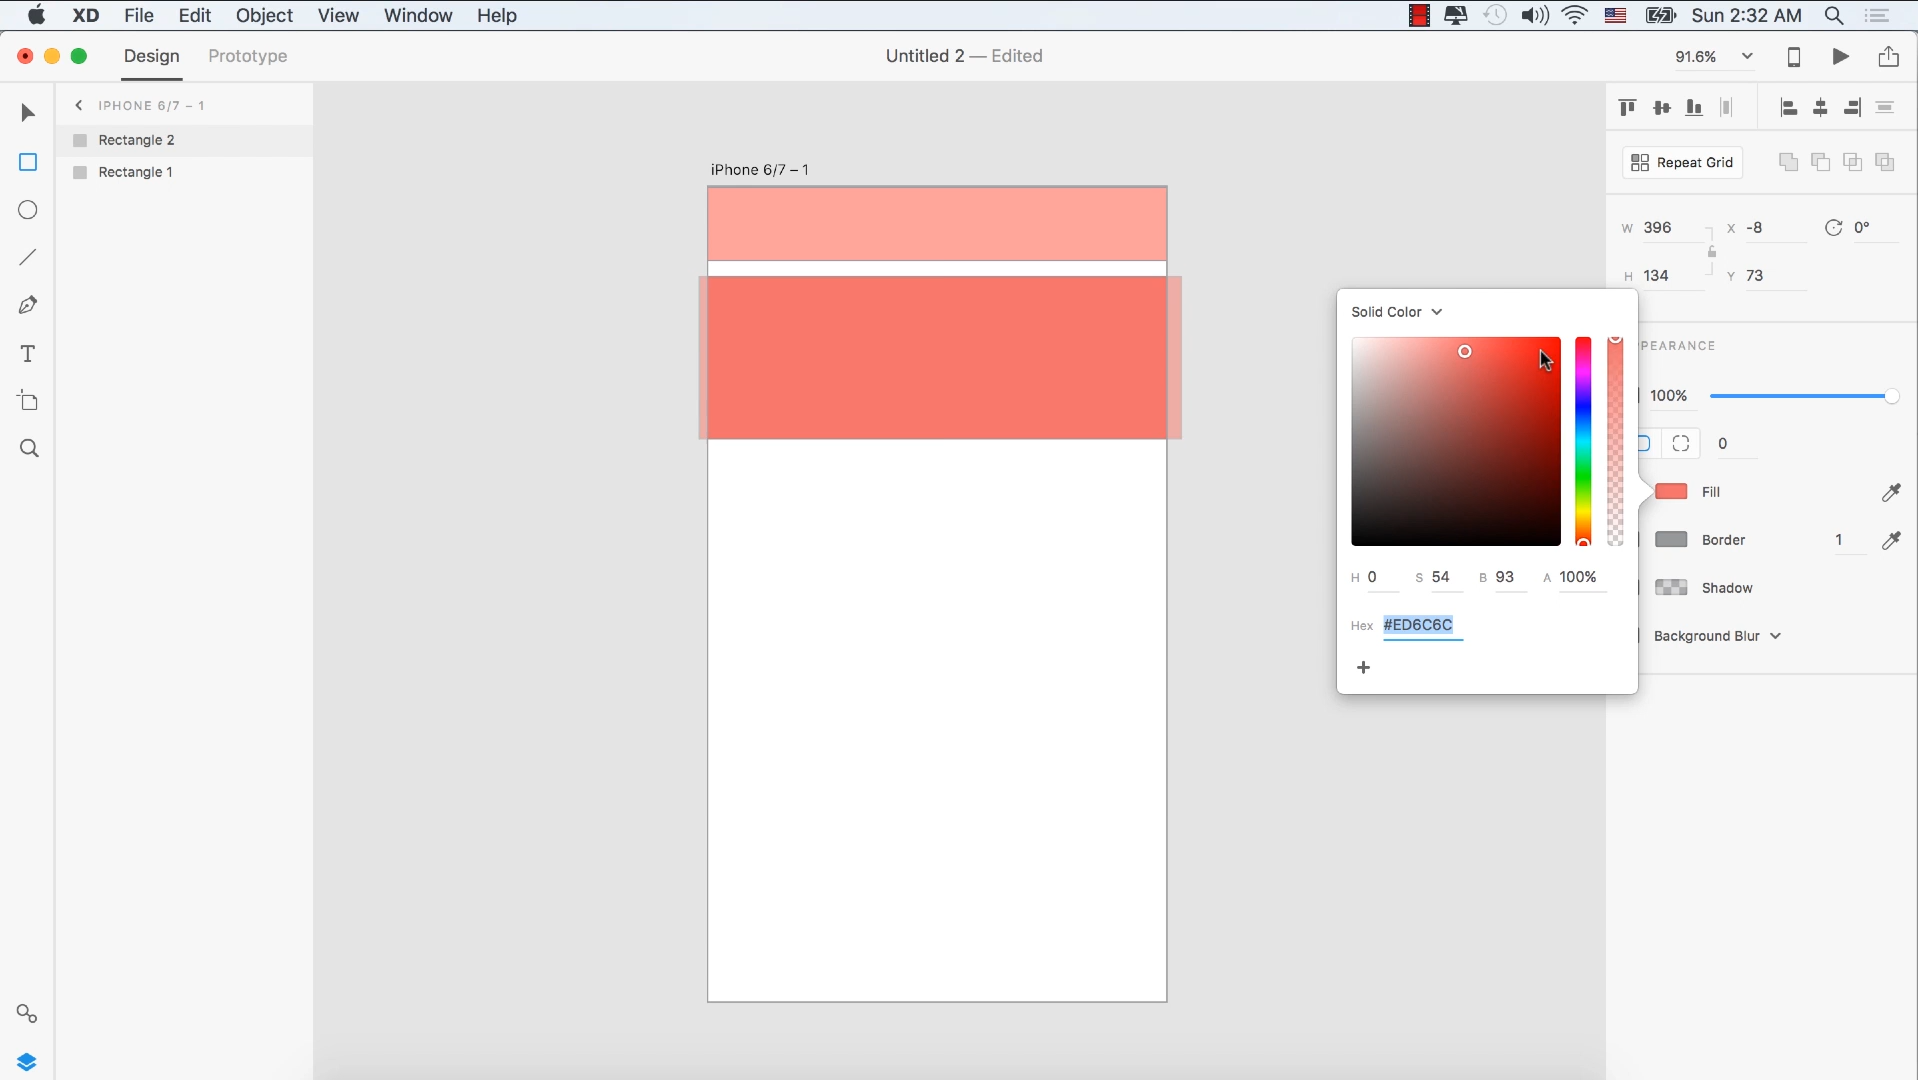 XD File Edit Object View Window Help Sun 2:32 AM
Design Prototype Untitled 2 — Edited 91.6%
IPHONE 6/7 – 1
Rectangle 2
Rectangle 1
iPhone 6/7 – 1
Repeat Grid
W 396 X -8 0°
H 134 Y 73
Solid Color
PEARANCE
100%
0
Fill
Border 1
H 0 S 54 B 93 A 100%
Shadow
Hex #ED6C6C
Background Blur